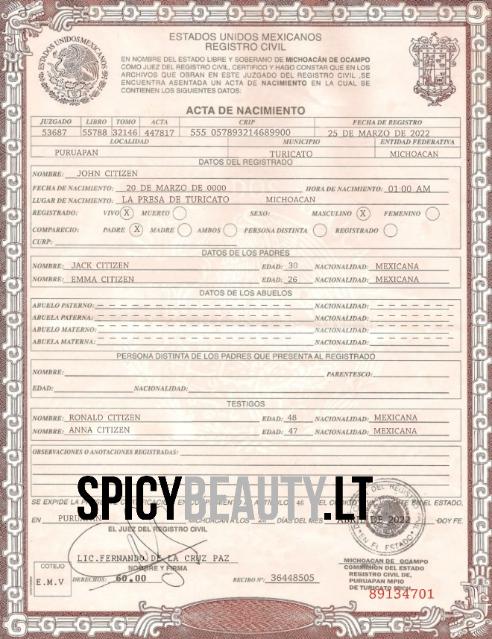 ESTADOS UNIDOS MEXICANOS
REGISTRO CIVIL
EN NOMBRE DEL ESTADO LIBRE Y SOBERANO DE MICHOACÁN DE OCAMPO
COMO JUEZ DEL REGISTRO CIVIL, CERTIFICO Y HAGO CONSTAR QUE EN LOS
ARCHIVOS QUE OBRAN EN ESTE JUZGADO DEL REGISTRO CIVIL ,SE
ENCUENTRA ASENTADA UN ACTA DE NACIMIENTO EN LA CUAL SE
CONTIENEN LOS SIGUIENTES DATOS:
ESTADOS UNIDOS MEXICANOS
ACTA DE NACIMIENTO
JUZGADO LIBRO TOMO ACTA CRIP FECHA DE REGISTRO
53687 55788 32146 447817 555 057893214689900 25 DE MARZO DE 2022
LOCALIDAD MUNICIPIO ENTIDAD FEDERATIVA
PURUAPAN TURICATO MICHOACAN
DATOS DEL REGISTRADO
NOMBRE: JOHN CITIZEN
FECHA DE NACIMIENTO: 20 DE MARZO DE 0000 HORA DE NACIMIENTO: 01:00 AM
LUGAR DE NACIMIENTO: LA PRESA DE TURICATO MICHOACAN
REGISTRADO: VIVO X MUERTO SEXO: MASCULINO X FEMENINO
COMPARECIO: PADRE X MADRE AMBOS PERSONA DISTINTA REGISTRADO
CURP:
DATOS DE LOS PADRES
NOMBRE: JACK CITIZEN EDAD: 30 NACIONALIDAD: MEXICANA
NOMBRE: EMMA CITIZEN EDAD: 26 NACIONALIDAD: MEXICANA
DATOS DE LOS ABUELOS
ABUELO PATERNO: NACIONALIDAD:
ABUELA PATERNA: NACIONALIDAD:
ABUELO MATERNO: NACIONALIDAD:
ABUELA MATERNA: NACIONALIDAD:
PERSONA DISTINTA DE LOS PADRES QUE PRESENTA AL REGISTRADO
NOMBRE: PARENTESCO:
EDAD: NACIONALIDAD:
TESTIGOS
NOMBRE: RONALD CITIZEN EDAD: 48 NACIONALIDAD: MEXICANA
NOMBRE: ANNA CITIZEN EDAD: 47 NACIONALIDAD: MEXICANA
OBSERVACIONES O ANOTACIONES REGISTRADAS:
SPICYBEAUTY.LT
SE EXPIDE LA EL ESTADO,
EN DIAS DEL MES DE 2022 DOY FE.
EL JUEZ DEL REGISTRO CIVIL
LIC.FERNANDO DE LA CRUZ PAZ
NOMBRE Y FIRMA
COTEJO
E.M.V
DERECHOS: 60.00 RECIBO Nº: 36448505
MICHOACAN DE OCAMPO
COMISION DEL ESTADO
REGISTRO CIVIL DE,
PURUAPAN MPIO
DE TURICATO
89134701